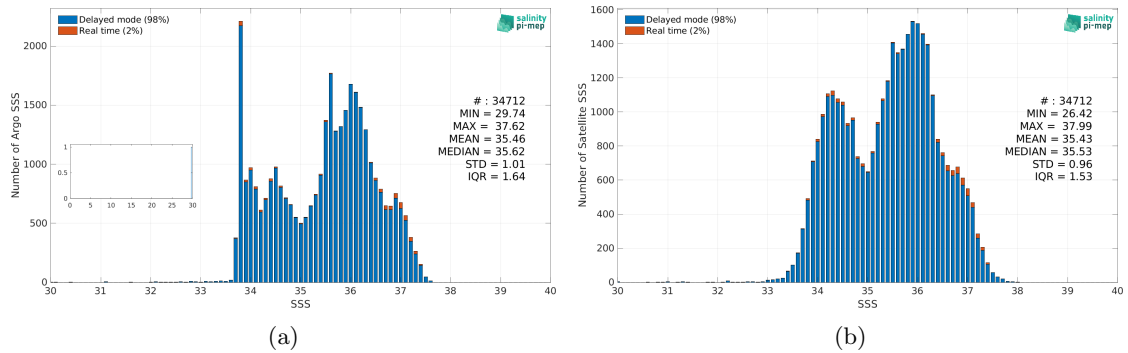 Delayed mode (98%)
Real time (2%)
salinity
pi-mep
Number of Argo SSS
2000
1500
1000
500
0
# : 34712
MIN = 29.74
MAX = 37.62
MEAN = 35.46
MEDIAN = 35.62
STD = 1.01
IQR = 1.64
1
0.5
0
0 5 10 15 20 25 30
30 31 32 33 34 35 36 37 38 39 40
SSS
(a)
Delayed mode (98%)
Real time (2%)
salinity
pi-mep
Number of Satellite SSS
1600
1400
1200
1000
800
600
400
200
0
# : 34712
MIN = 26.42
MAX = 37.99
MEAN = 35.43
MEDIAN = 35.53
STD = 0.96
IQR = 1.53
30 31 32 33 34 35 36 37 38 39 40
SSS
(b)